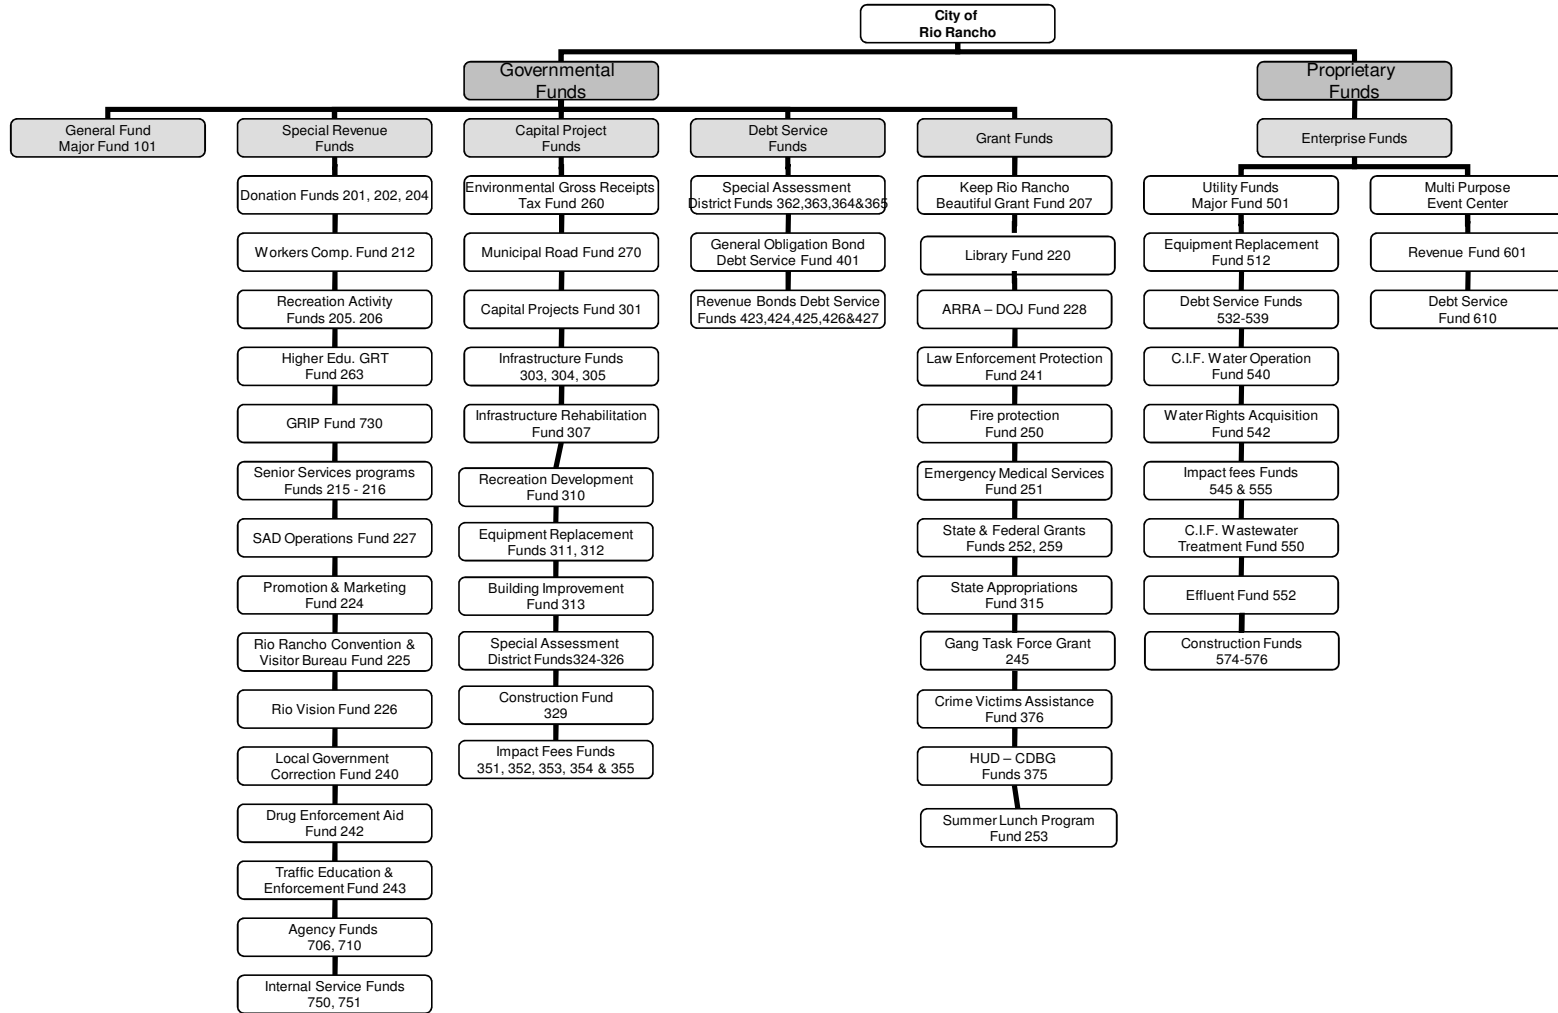 City of
Rio Rancho
Governmental
Funds
Proprietary
Funds
General Fund
Major Fund 101
Special Revenue
Funds
Capital Project
Funds
Debt Service
Funds
Grant Funds
Enterprise Funds
Donation Funds 201, 202, 204
Workers Comp. Fund 212
Recreation Activity
Funds 205. 206
Higher Edu. GRT
Fund 263
GRIP Fund 730
Senior Services programs
Funds 215 - 216
SAD Operations Fund 227
Promotion & Marketing
Fund 224
Rio Rancho Convention &
Visitor Bureau Fund 225
Rio Vision Fund 226
Local Government
Correction Fund 240
Drug Enforcement Aid
Fund 242
Traffic Education &
Enforcement Fund 243
Agency Funds
706, 710
Internal Service Funds
750, 751
Environmental Gross Receipts
Tax Fund 260
Municipal Road Fund 270
Capital Projects Fund 301
Infrastructure Funds
303, 304, 305
Infrastructure Rehabilitation
Fund 307
Recreation Development
Fund 310
Equipment Replacement
Funds 311, 312
Building Improvement
Fund 313
Special Assessment
District Funds324-326
Construction Fund
329
Impact Fees Funds
351, 352, 353, 354 & 355
Special Assessment
District Funds 362,363,364&365
General Obligation Bond
Debt Service Fund 401
Revenue Bonds Debt Service
Funds 423,424,425,426&427
Keep Rio Rancho
Beautiful Grant Fund 207
Library Fund 220
ARRA – DOJ Fund 228
Law Enforcement Protection
Fund 241
Fire protection
Fund 250
Emergency Medical Services
Fund 251
State & Federal Grants
Funds 252, 259
State Appropriations
Fund 315
Gang Task Force Grant
245
Crime Victims Assistance
Fund 376
HUD – CDBG
Funds 375
Summer Lunch Program
Fund 253
Utility Funds
Major Fund 501
Equipment Replacement
Fund 512
Debt Service Funds
532-539
C.I.F. Water Operation
Fund 540
Water Rights Acquisition
Fund 542
Impact fees Funds
545 & 555
C.I.F. Wastewater
Treatment Fund 550
Effluent Fund 552
Construction Funds
574-576
Multi Purpose
Event Center
Revenue Fund 601
Debt Service
Fund 610